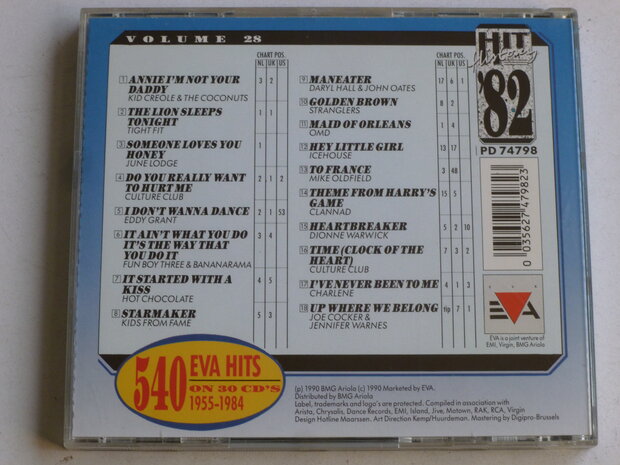 VOLUME 28
CHART POS.
NL UK US
1 ANNIE I'M NOT YOUR 3 2
DADDY
KID CREOLE & THE COCONUTS
2 THE LION SLEEPS 1 1
TONIGHT
TIGHT FIT
3 SOMEONE LOVES YOU 1
HONEY
JUNE LODGE
4 DO YOU REALLY WANT 2 1 2
TO HURT ME
CULTURE CLUB
5 I DON'T WANNA DANCE 2 1 53
EDDY GRANT
6 IT AIN'T WHAT YOU DO 3 4
IT'S THE WAY THAT
YOU DO IT
FUN BOY THREE & BANANARAMA
7 IT STARTED WITH A 4 5
KISS
HOT CHOCOLATE
8 STARMAKER 5 3
KIDS FROM FAME
CHART POS.
NL UK US
9 MANEATER 17 6 1
DARYL HALL & JOHN OATES
10 GOLDEN BROWN 8 2
STRANGLERS
11 MAID OF ORLEANS 1 4
OMD
12 HEY LITTLE GIRL 13 17
ICEHOUSE
13 TO FRANCE 3 48
MIKE OLDFIELD
14 THEME FROM HARRY'S 15 5
GAME
CLANNAD
15 HEARTBREAKER 5 2 10
DIONNE WARWICK
16 TIME (CLOCK OF THE 7 3 2
HEART)
CULTURE CLUB
17 I'VE NEVER BEEN TO ME 4 1 3
CHARLENE
18 UP WHERE WE BELONG tip 7 1
JOE COCKER &
JENNIFER WARNES
HIT
History
'82
PD 74798
0 035627 479823
EVA
EVA is a joint venture of
EMI, Virgin, BMG Ariola
540 EVA HITS
ON 30 CD'S
1955-1984
(p) 1990 BMG Ariola (c) 1990 Marketed by EVA.
Distributed by BMG Ariola
Label, trademarks and logo's are protected. Compiled in association with
Arista, Chrysalis, Dance Records, EMI, Island, Jive, Motown, RAK, RCA, Virgin
Design Hotline Maarssen. Art Direction Kemp/Huurdeman. Mastering by Digipro-Brussels